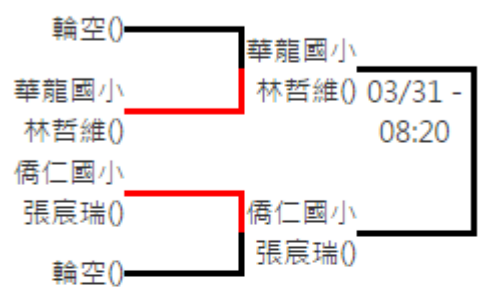 輪空()
華龍國小
林哲維()
僑仁國小
張宸瑞()
輪空()
華龍國小
林哲維()
03/31 -
08:20
僑仁國小
張宸瑞()